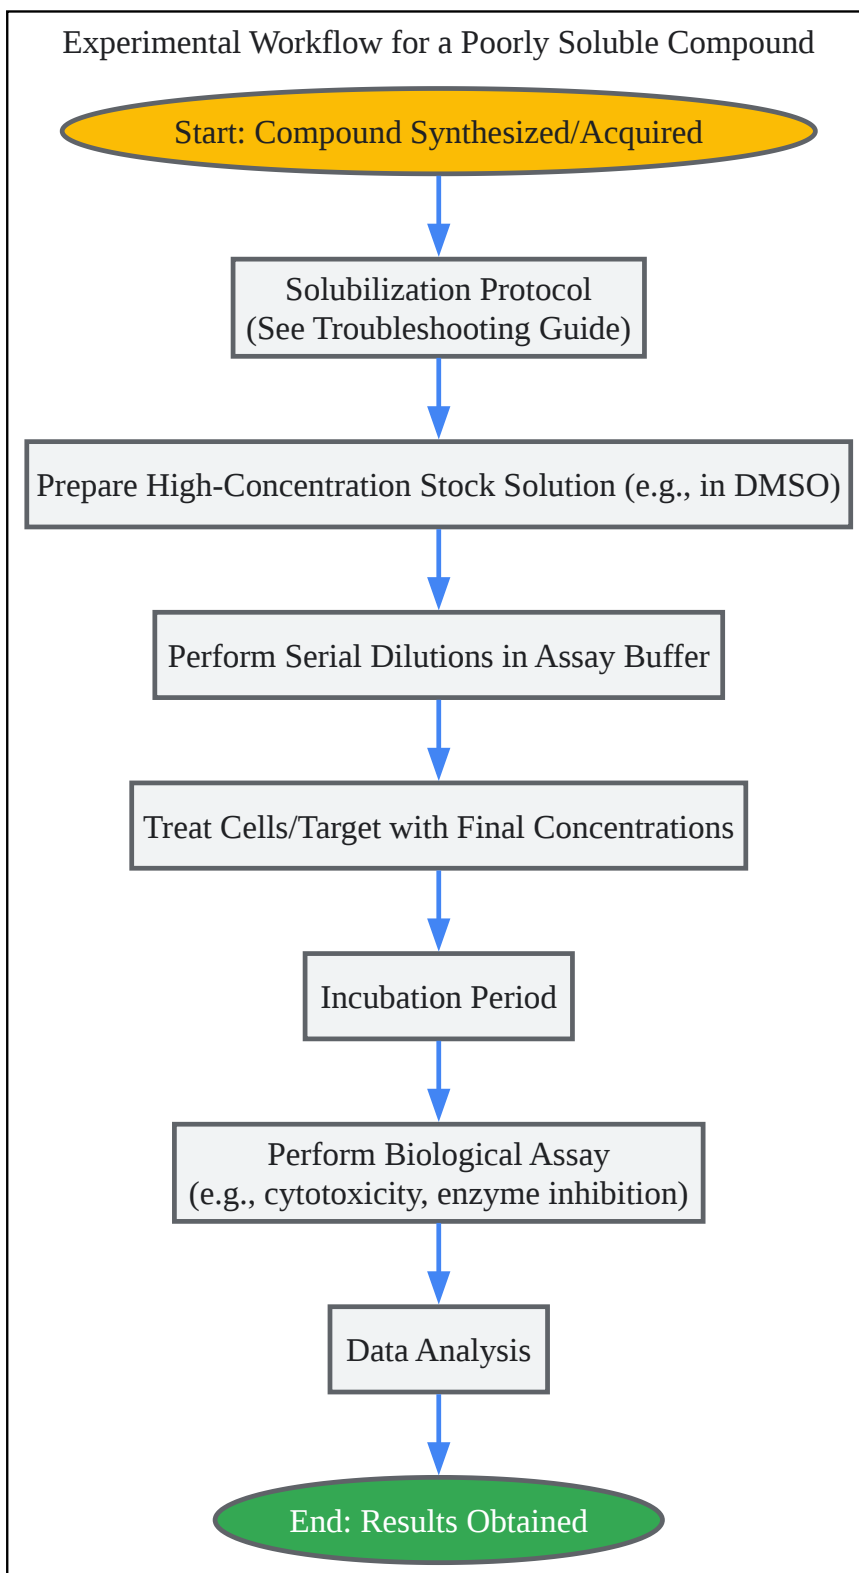 Experimental Workflow for a Poorly Soluble Compound
Start: Compound Synthesized/Acquired
Solubilization Protocol
(See Troubleshooting Guide)
Prepare High-Concentration Stock Solution (e.g., in DMSO)
Perform Serial Dilutions in Assay Buffer
Treat Cells/Target with Final Concentrations
Incubation Period
Perform Biological Assay
(e.g., cytotoxicity, enzyme inhibition)
Data Analysis
End: Results Obtained